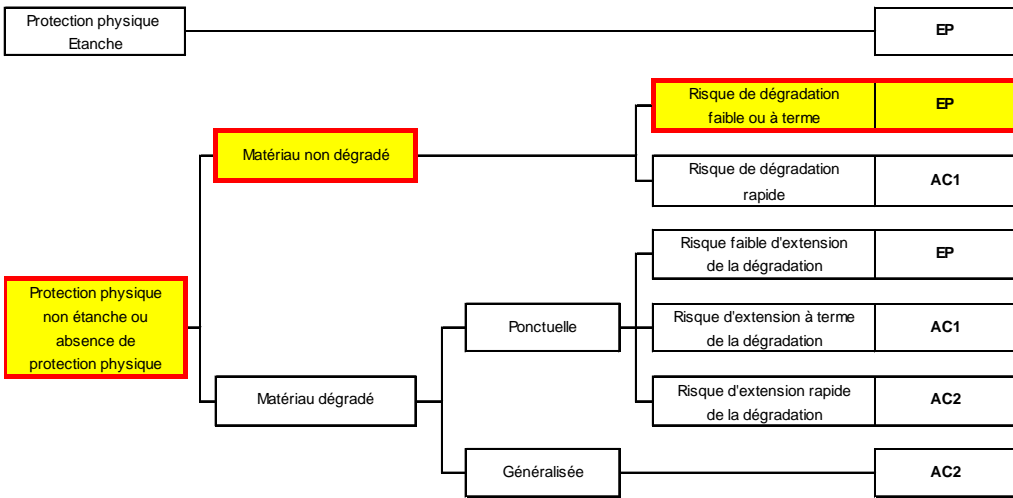 Protection physique
Etanche
EP
Risque de dégradation
faible ou à terme
EP
Matériau non dégradé
Risque de dégradation
rapide
AC1
Risque faible d'extension
de la dégradation
EP
Protection physique
non étanche ou
absence de
protection physique
Ponctuelle
Risque d'extension à terme
de la dégradation
AC1
Matériau dégradé
Risque d'extension rapide
de la dégradation
AC2
Généralisée
AC2